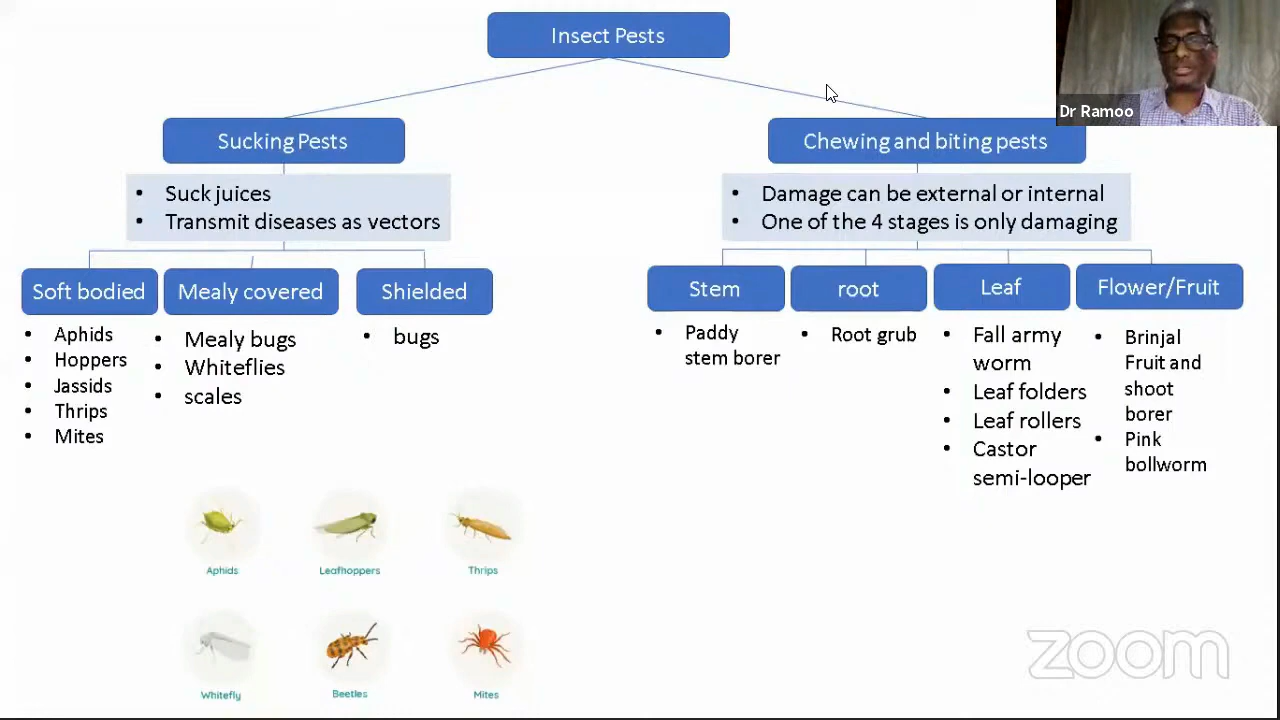 Insect Pests
Dr Ramoo
Sucking Pests
Chewing and biting pests
• Suck juices
• Transmit diseases as vectors
• Damage can be external or internal
• One of the 4 stages is only damaging
Soft bodied
Mealy covered
Shielded
Stem
root
Leaf
Flower/Fruit
• Aphids
• Hoppers
• Jassids
• Thrips
• Mites
• Mealy bugs
• Whiteflies
• scales
• bugs
• Paddy
stem borer
• Root grub
• Fall army
worm
• Leaf folders
• Leaf rollers
• Castor
semi-looper
• Brinjal
Fruit and
shoot
borer
• Pink
bollworm
Aphids
Leafhoppers
Thrips
Whitefly
Beetles
Mites
zoom